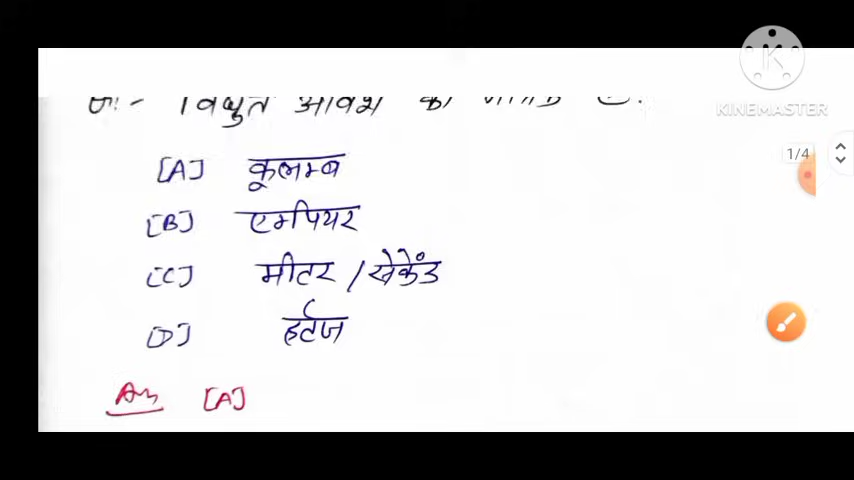 विद्युत आवेश का
[A] कूलम्ब
[B] एम्पियर
[C] मीटर / सेकेंड
[D] हर्टज
Ans [A]
KINEMASTER
1/4